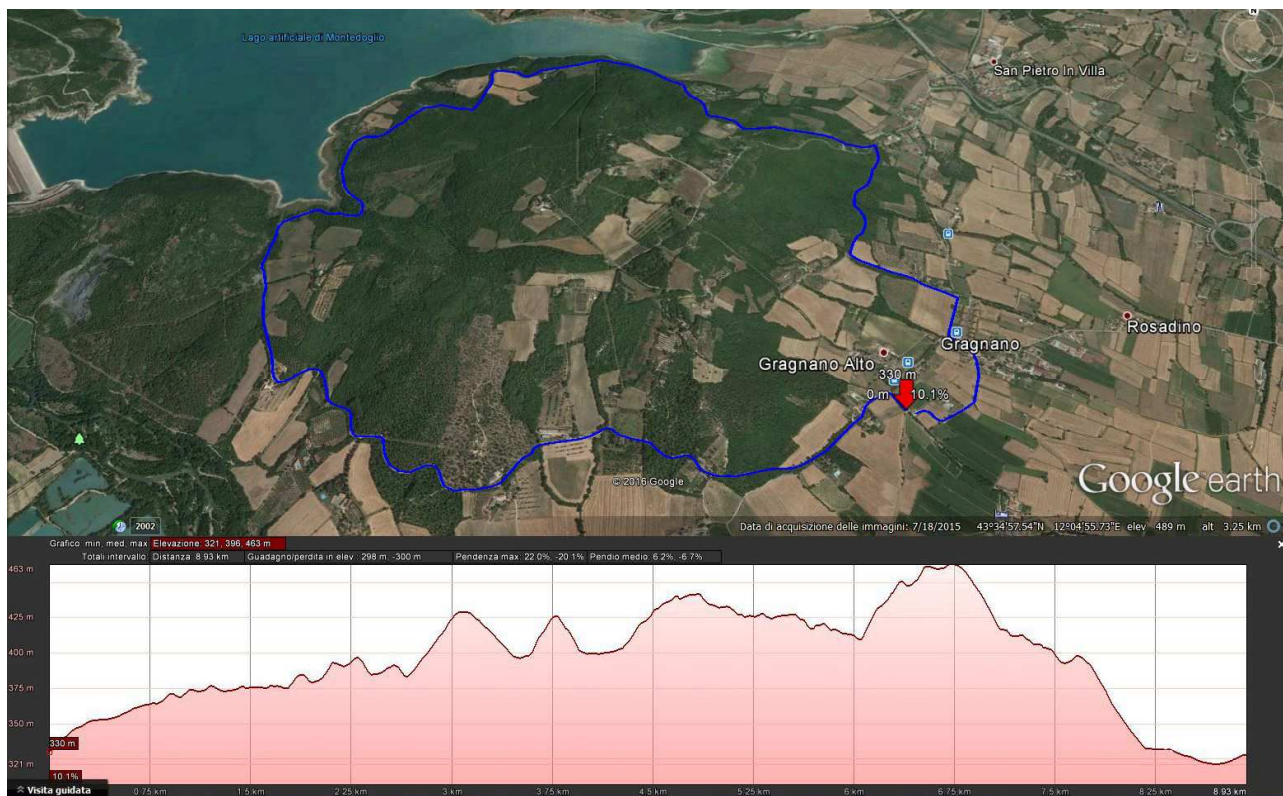 N
Lago artificiale di Montedoglio
San Pietro In Villa
Rosadino
Gragnano
Gragnano Alto
330 m
0 m 10.1%
© 2016 Google
Google earth
2002
Data di acquisizione delle immagini: 7/18/2015 43°34'57.54"N 12°04'55.73"E elev 489 m alt 3.25 km
Grafico: min, med, max Elevazione: 321, 396, 463 m
Totali intervallo: Distanza: 8.93 km Guadagno/perdita in elev.: 298 m, -300 m Pendenza max: 22.0%, -20.1% Pendio medio: 6.2%, -6.7%
463 m
425 m
400 m
375 m
350 m
330 m
321 m
10.1%
Visita guidata
0.75 km 1.5 km 2.25 km 3 km 3.75 km 4.5 km 5.25 km 6 km 6.75 km 7.5 km 8.25 km 8.93 km